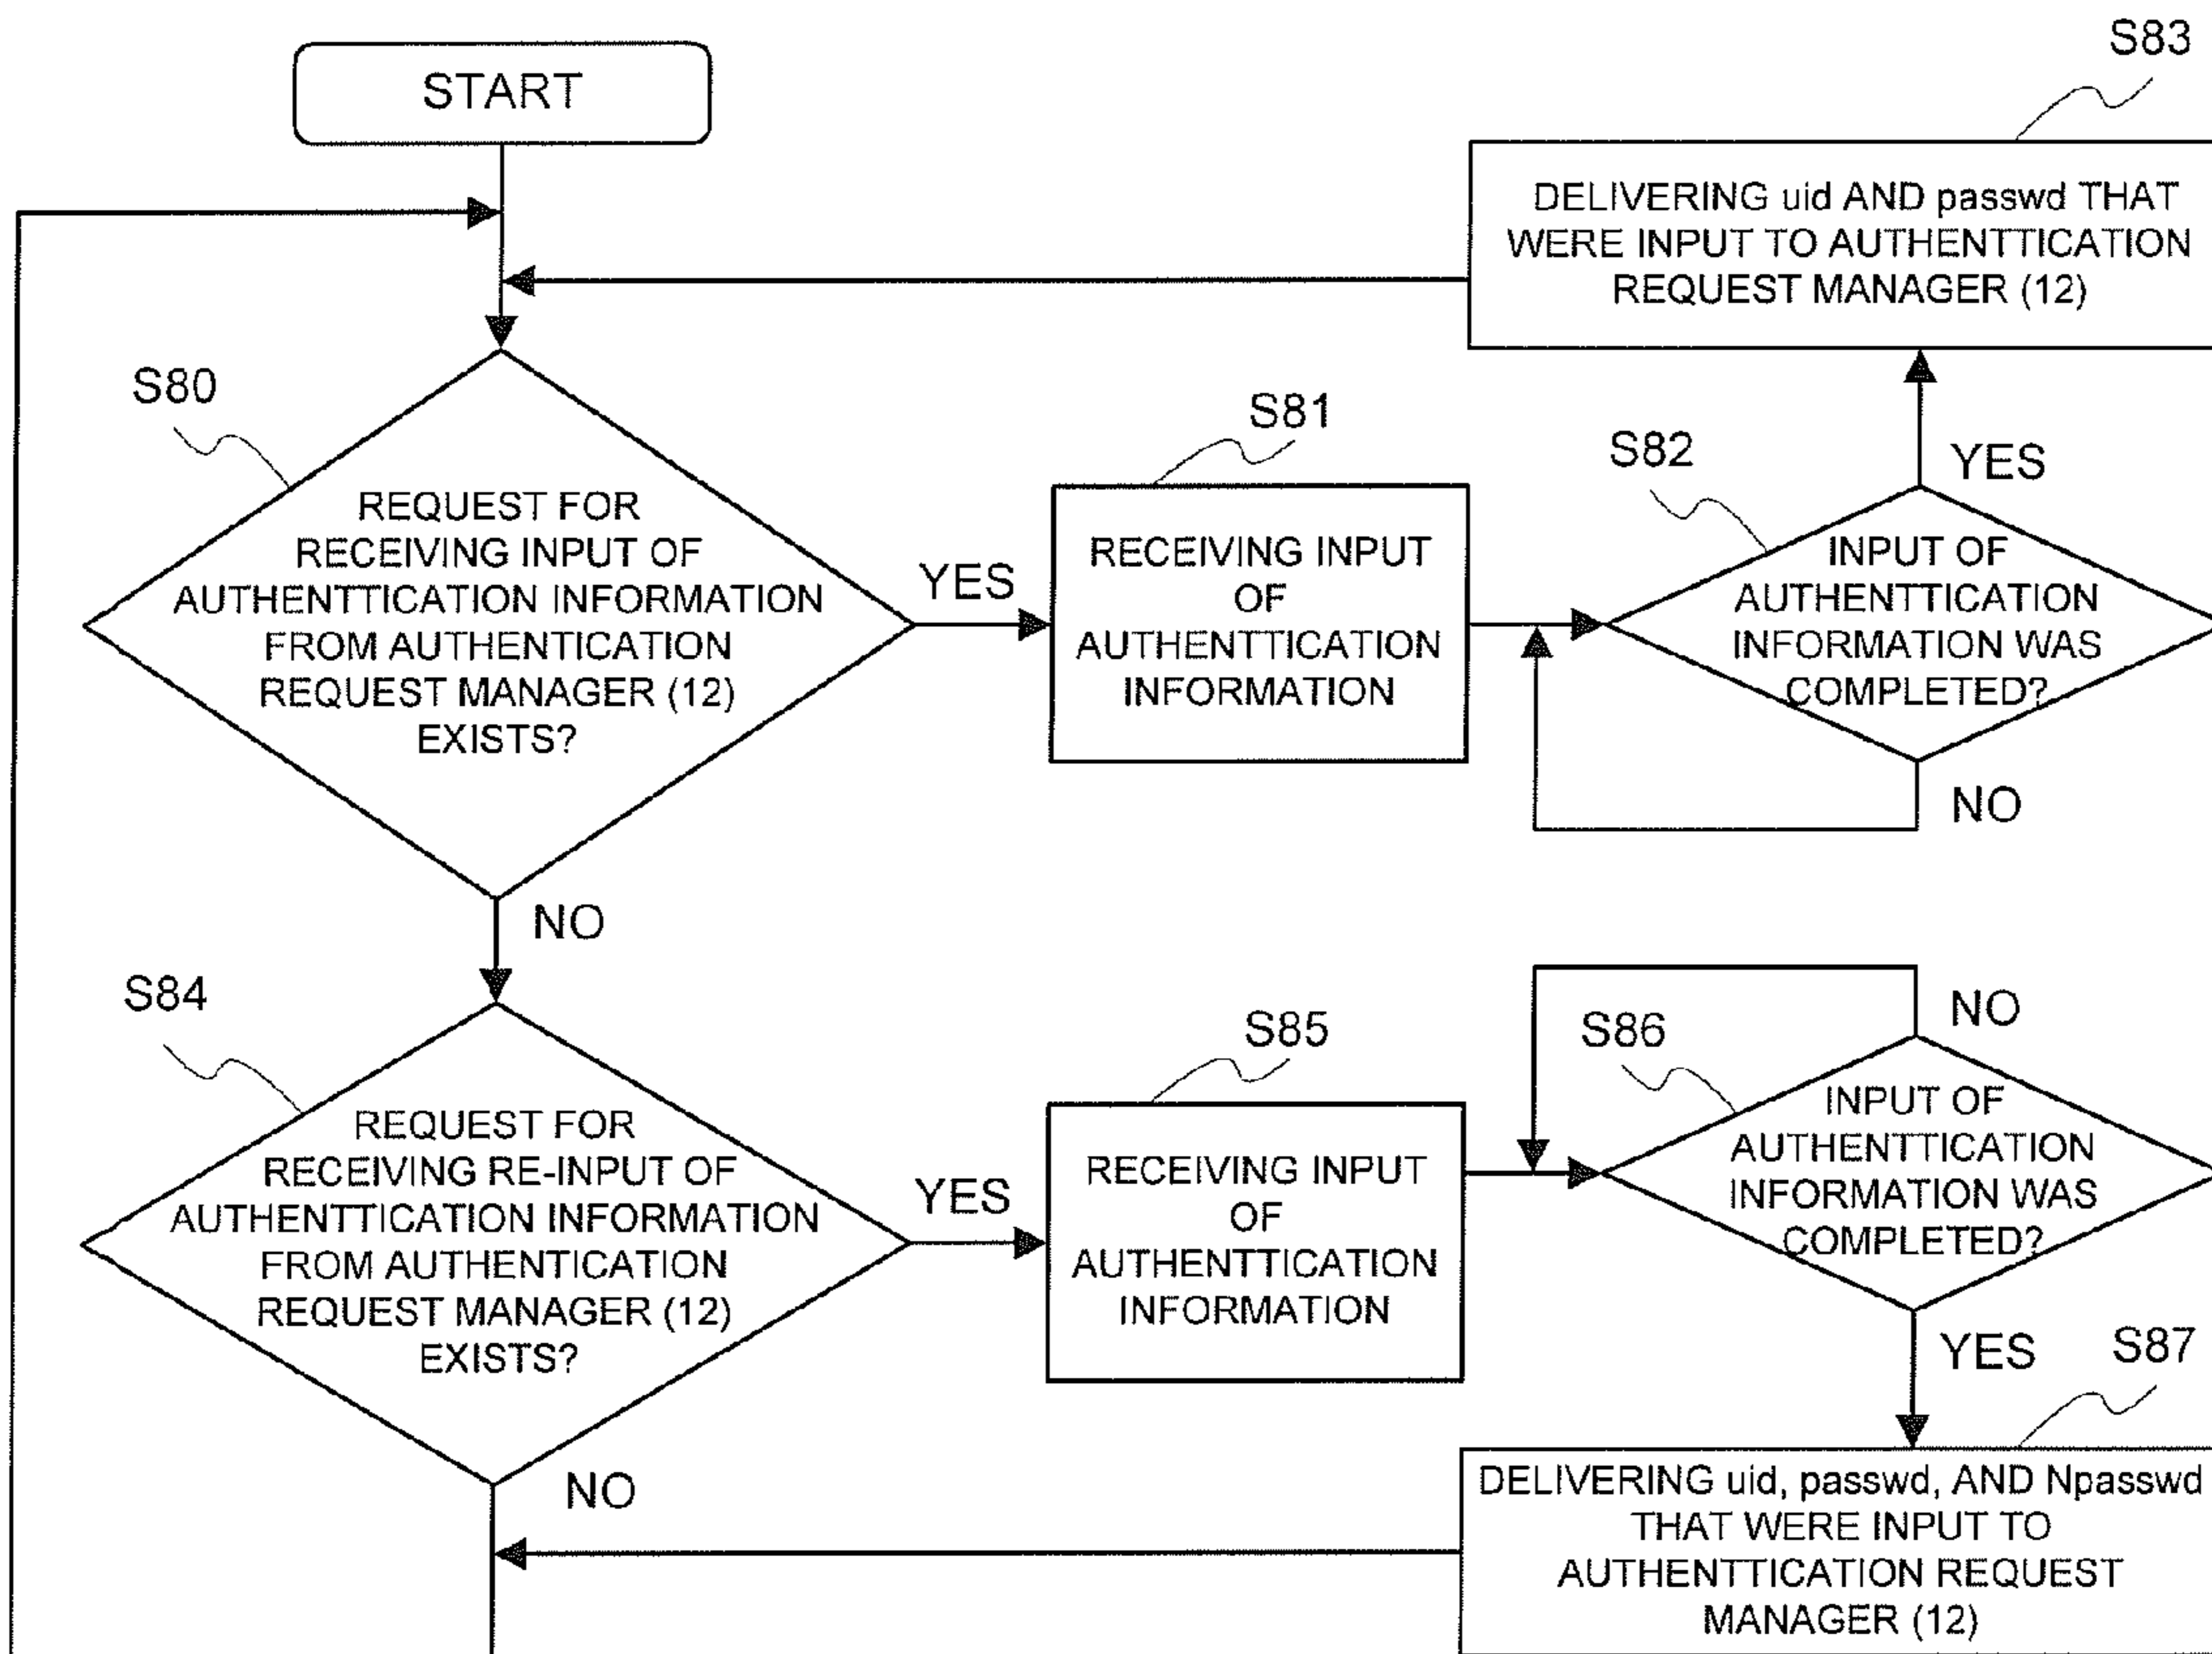 START
S83
DELIVERING uid AND passwd THAT
WERE INPUT TO AUTHENTTICATION
REQUEST MANAGER (12)
S80
REQUEST FOR
RECEIVING INPUT OF
AUTHENTTICATION INFORMATION
FROM AUTHENTICATION
REQUEST MANAGER (12)
EXISTS?
YES
S81
RECEIVING INPUT
OF
AUTHENTTICATION
INFORMATION
S82
YES
INPUT OF
AUTHENTTICATION
INFORMATION WAS
COMPLETED?
NO
NO
S84
REQUEST FOR
RECEIVING RE-INPUT OF
AUTHENTTICATION INFORMATION
FROM AUTHENTICATION
REQUEST MANAGER (12)
EXISTS?
YES
S85
RECEIVING INPUT
OF
AUTHENTTICATION
INFORMATION
NO
S86
INPUT OF
AUTHENTTICATION
INFORMATION WAS
COMPLETED?
YES
S87
NO
DELIVERING uid, passwd, AND Npasswd
THAT WERE INPUT TO
AUTHENTTICATION REQUEST
MANAGER (12)